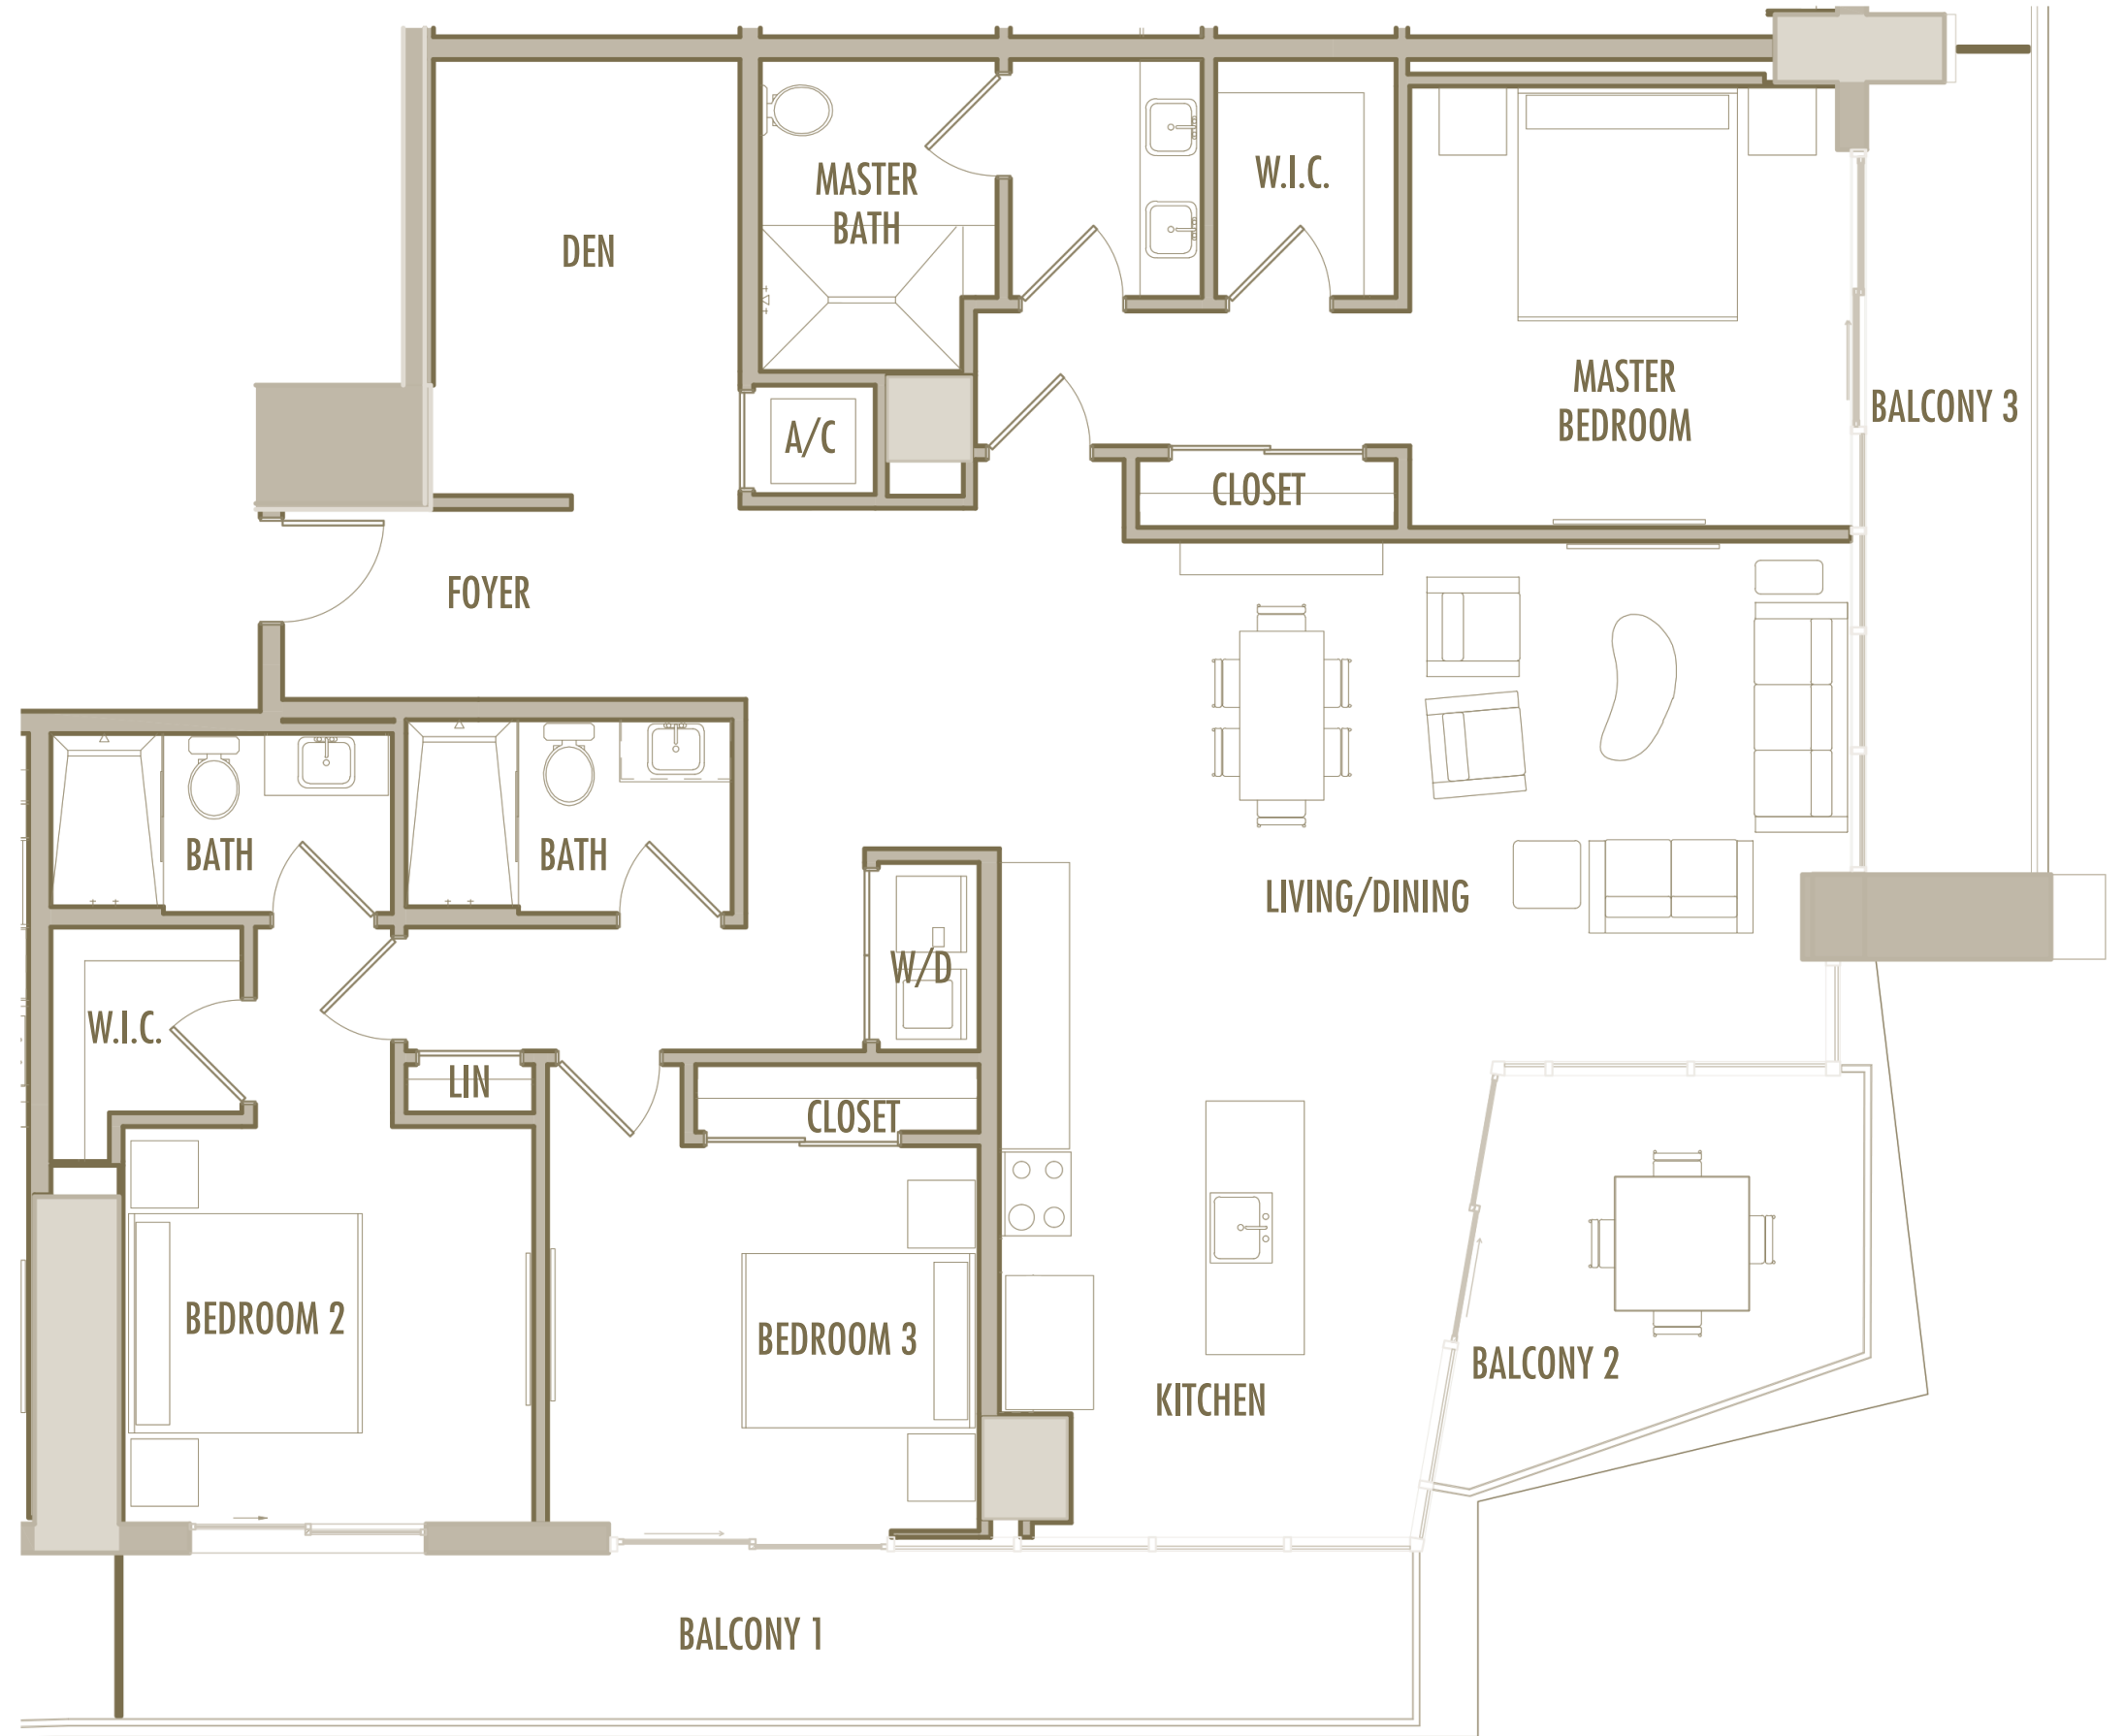 MASTER
BATH
W.I.C.
DEN
MASTER
BEDROOM
BALCONY 3
A/C
CLOSET
FOYER
BATH
BATH
LIVING/DINING
W/D
W.I.C.
LIN
CLOSET
BEDROOM 2
BEDROOM 3
BALCONY 2
KITCHEN
BALCONY 1